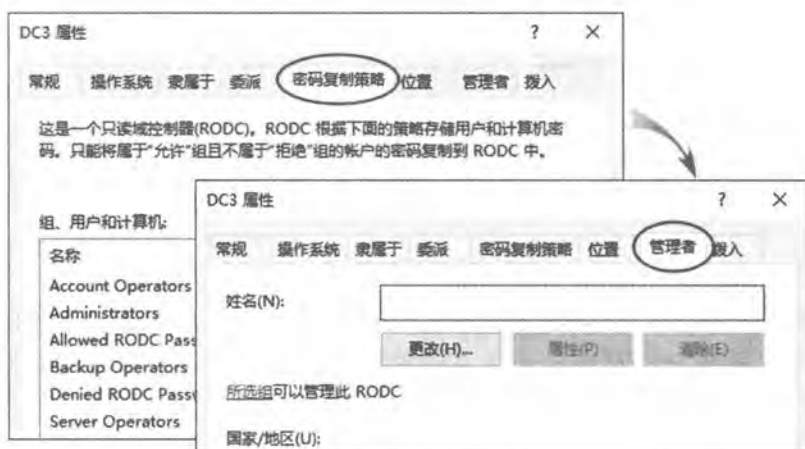 DC3 属性
? ×
常规 操作系统 隶属于 委派 密码复制策略 位置 管理者 拨入
这是一个只读域控制器(RODC)。RODC 根据下面的策略存储用户和计算机密
码。只能将属于“允许”组且不属于“拒绝”组的帐户的密码复制到 RODC 中。
组、用户和计算机:
名称
Account Operators
Administrators
Allowed RODC Pass
Backup Operators
Denied RODC Passw
Server Operators
DC3 属性
? ×
常规 操作系统 隶属于 委派 密码复制策略 位置 管理者 拨入
姓名(N):
更改(H)... 属性(P) 清除(E)
所选组可以管理此 RODC
国家/地区(U):